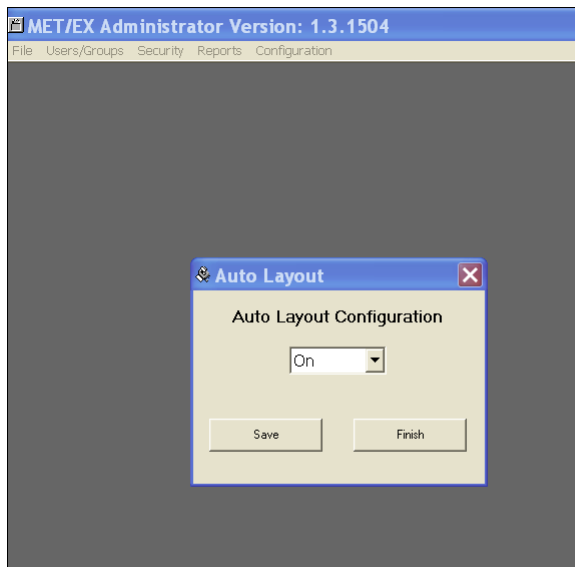 MET/EX Administrator Version: 1.3.1504
File Users/Groups Security Reports Configuration
Auto Layout
Auto Layout Configuration
On
Save Finish